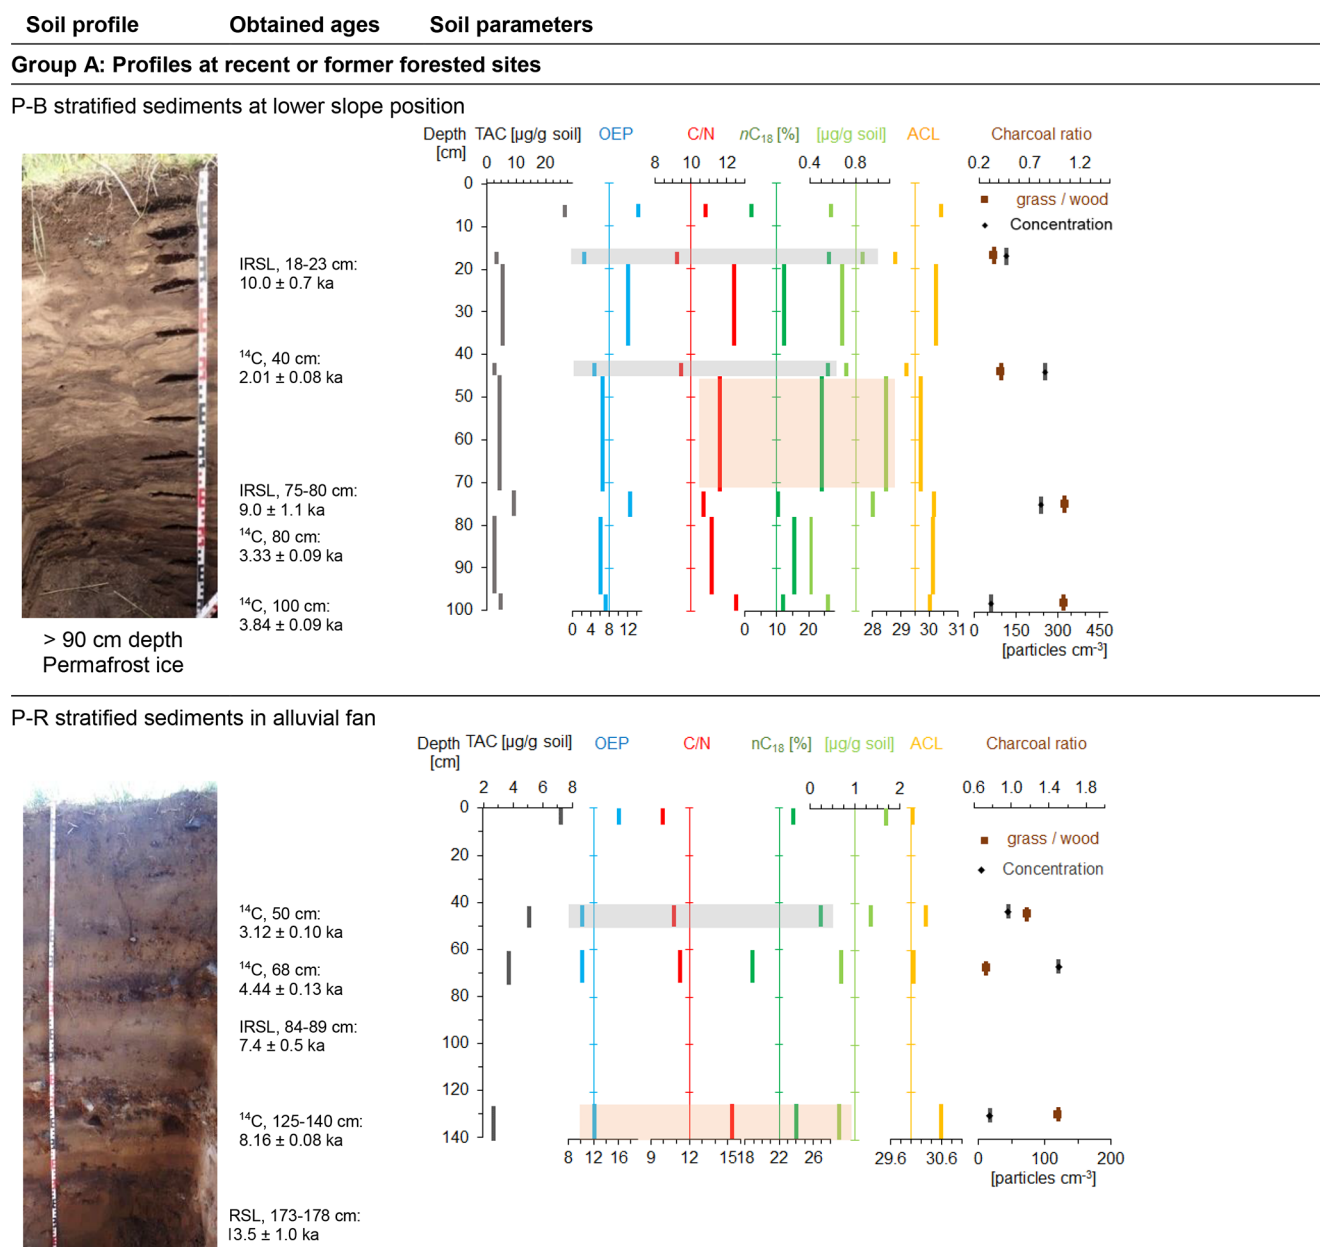 Soil profile Obtained ages Soil parameters
Group A: Profiles at recent or former forested sites
P-B stratified sediments at lower slope position
Depth [cm] TAC [µg/g soil] OEP C/N nC18 [%] [µg/g soil] ACL Charcoal ratio
0 10 20 8 10 12 0.4 0.8 0.2 0.7 1.2
0
grass / wood
10
Concentration
IRSL, 18-23 cm:
10.0 ± 0.7 ka
20
30
14C, 40 cm:
2.01 ± 0.08 ka
40
50
60
70
IRSL, 75-80 cm:
9.0 ± 1.1 ka
80
14C, 80 cm:
3.33 ± 0.09 ka
90
14C, 100 cm:
3.84 ± 0.09 ka
100
0 4 8 12 0 10 20 28 29 30 31 0 150 300 450
[particles cm-3]
> 90 cm depth
Permafrost ice
P-R stratified sediments in alluvial fan
Depth [cm] TAC [µg/g soil] OEP C/N nC18 [%] [µg/g soil] ACL Charcoal ratio
2 4 6 8 0 1 2 0.6 1.2 1.5 1.8
0
grass / wood
20
Concentration
40
14C, 50 cm:
3.12 ± 0.10 ka
60
14C, 68 cm:
4.44 ± 0.13 ka
80
IRSL, 84-89 cm:
7.4 ± 0.5 ka
100
120
14C, 125-140 cm:
8.16 ± 0.08 ka
140
8 12 16 9 12 15 18 22 26 29.6 30.6 0 100 200
[particles cm-3]
RSL, 173-178 cm:
13.5 ± 1.0 ka